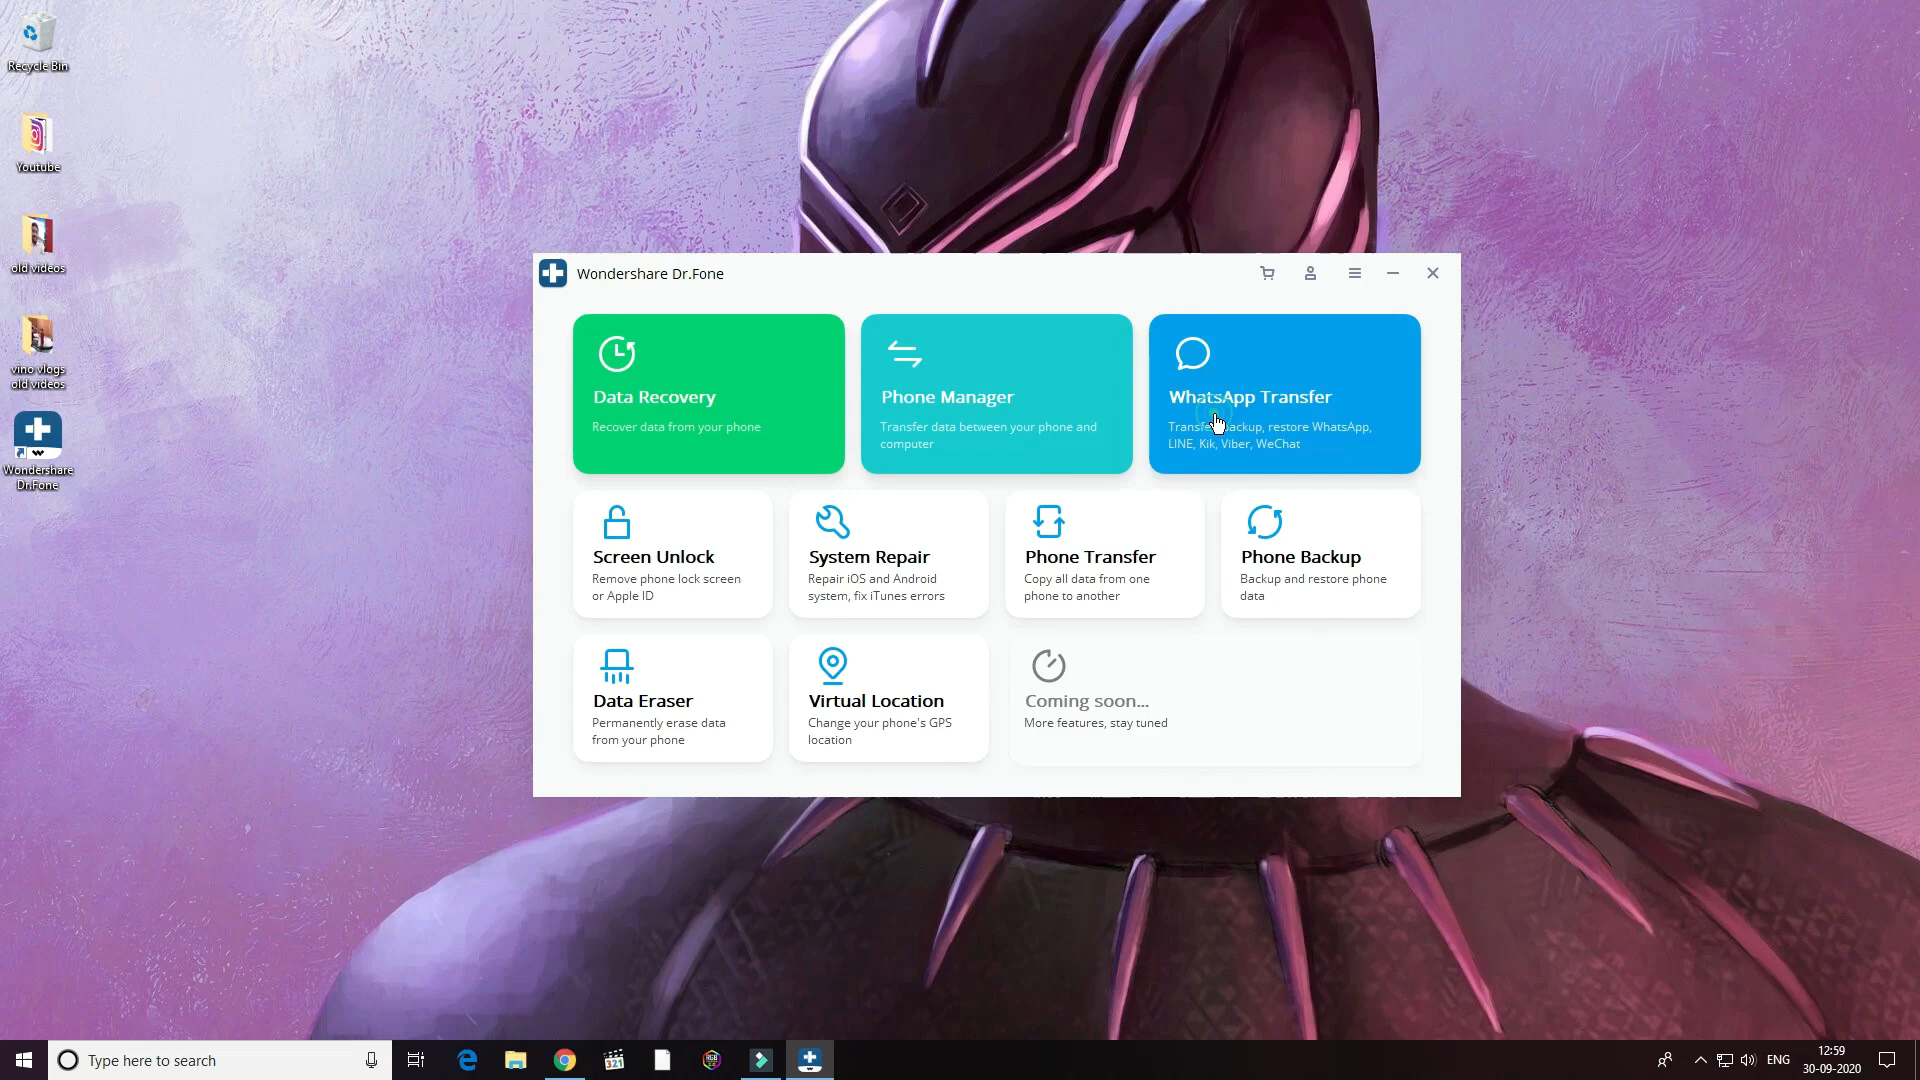 Recycle Bin
Youtube
old videos
vino vlogs
old videos
Wondershare
Dr.Fone
Wondershare Dr.Fone
Data Recovery
Recover data from your phone
Phone Manager
Transfer data between your phone and
computer
WhatsApp Transfer
backup, restore WhatsApp,
LINE, Kik, Viber, WeChat
Screen Unlock
Remove phone lock screen
or Apple ID
System Repair
Repair iOS and Android
system, fix iTunes errors
Phone Transfer
Copy all data from one
phone to another
Phone Backup
Backup and restore phone
data
Data Eraser
Permanently erase data
from your phone
Virtual Location
Change your phone's GPS
location
Coming soon...
More features, stay tuned
Type here to search
321
RGB
ENG
12:59
30-09-2020